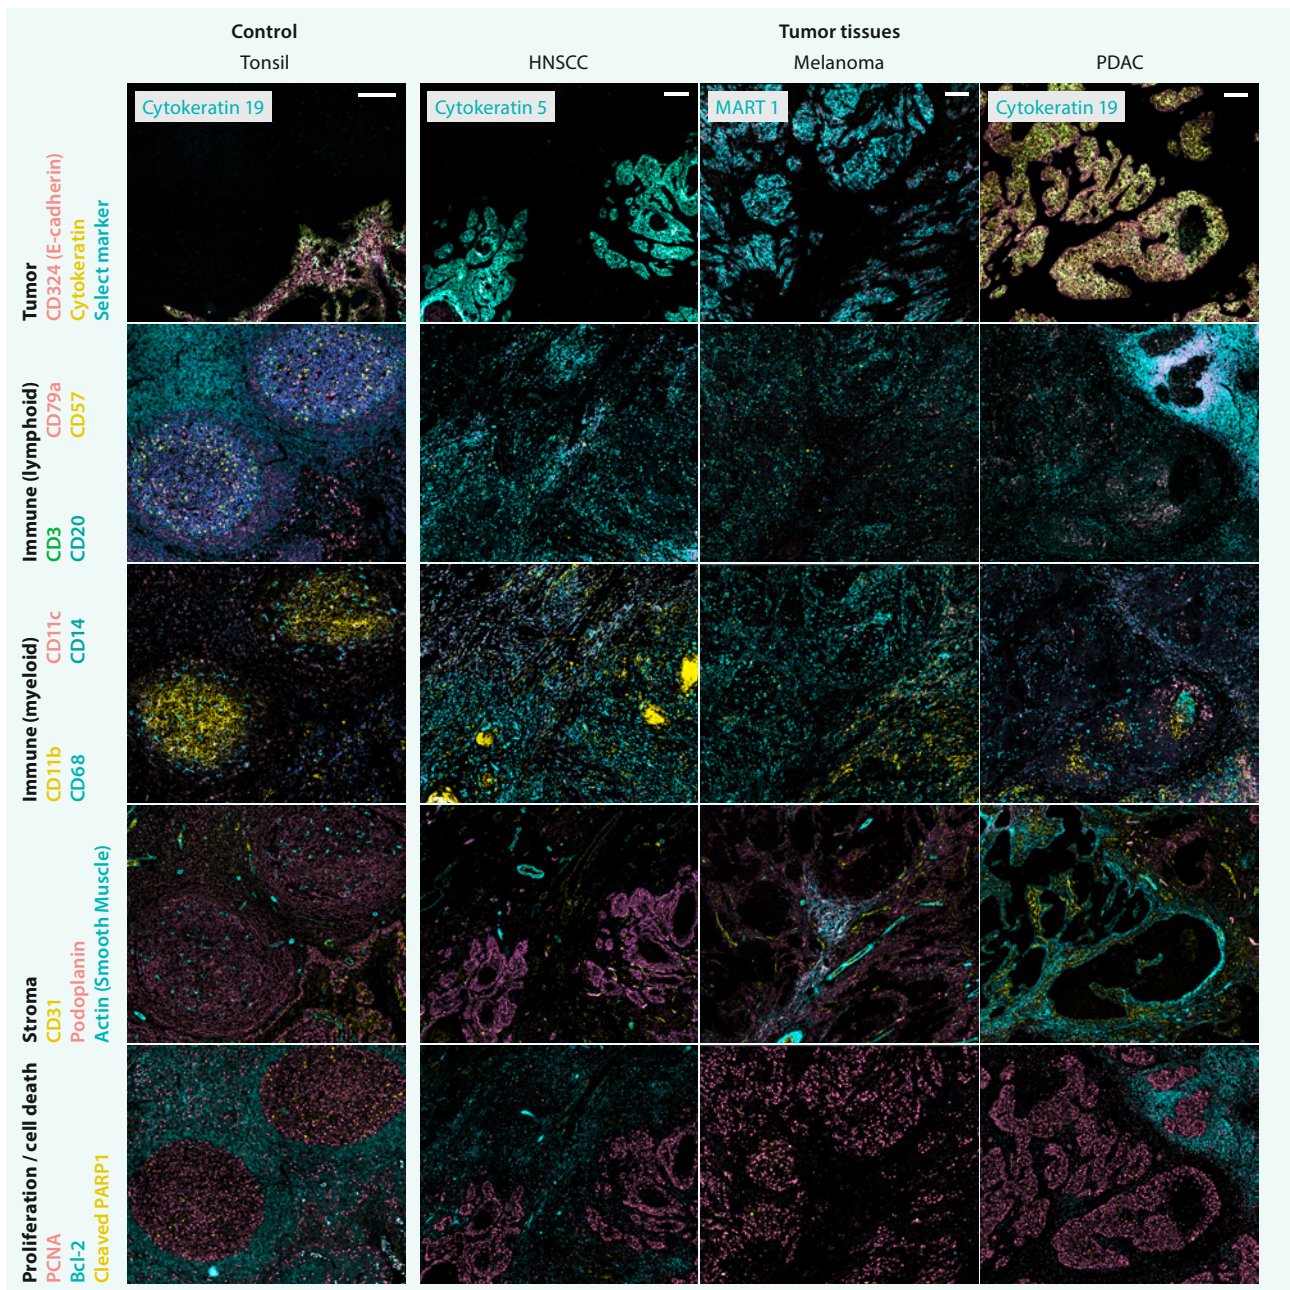 Control
Tumor tissues
Tonsil
HNSCC
Melanoma
PDAC
Tumor
CD324 (E-cadherin)
Cytokeratin
Select marker
Cytokeratin 19
Cytokeratin 5
MART 1
Cytokeratin 19
Immune (lymphoid)
CD3 CD79a
CD20 CD57
Immune (myeloid)
CD11b CD11c
CD68 CD14
Stroma
CD31
Podoplanin
Actin (Smooth Muscle)
Proliferation / cell death
PCNA
Bcl-2
Cleaved PARP1